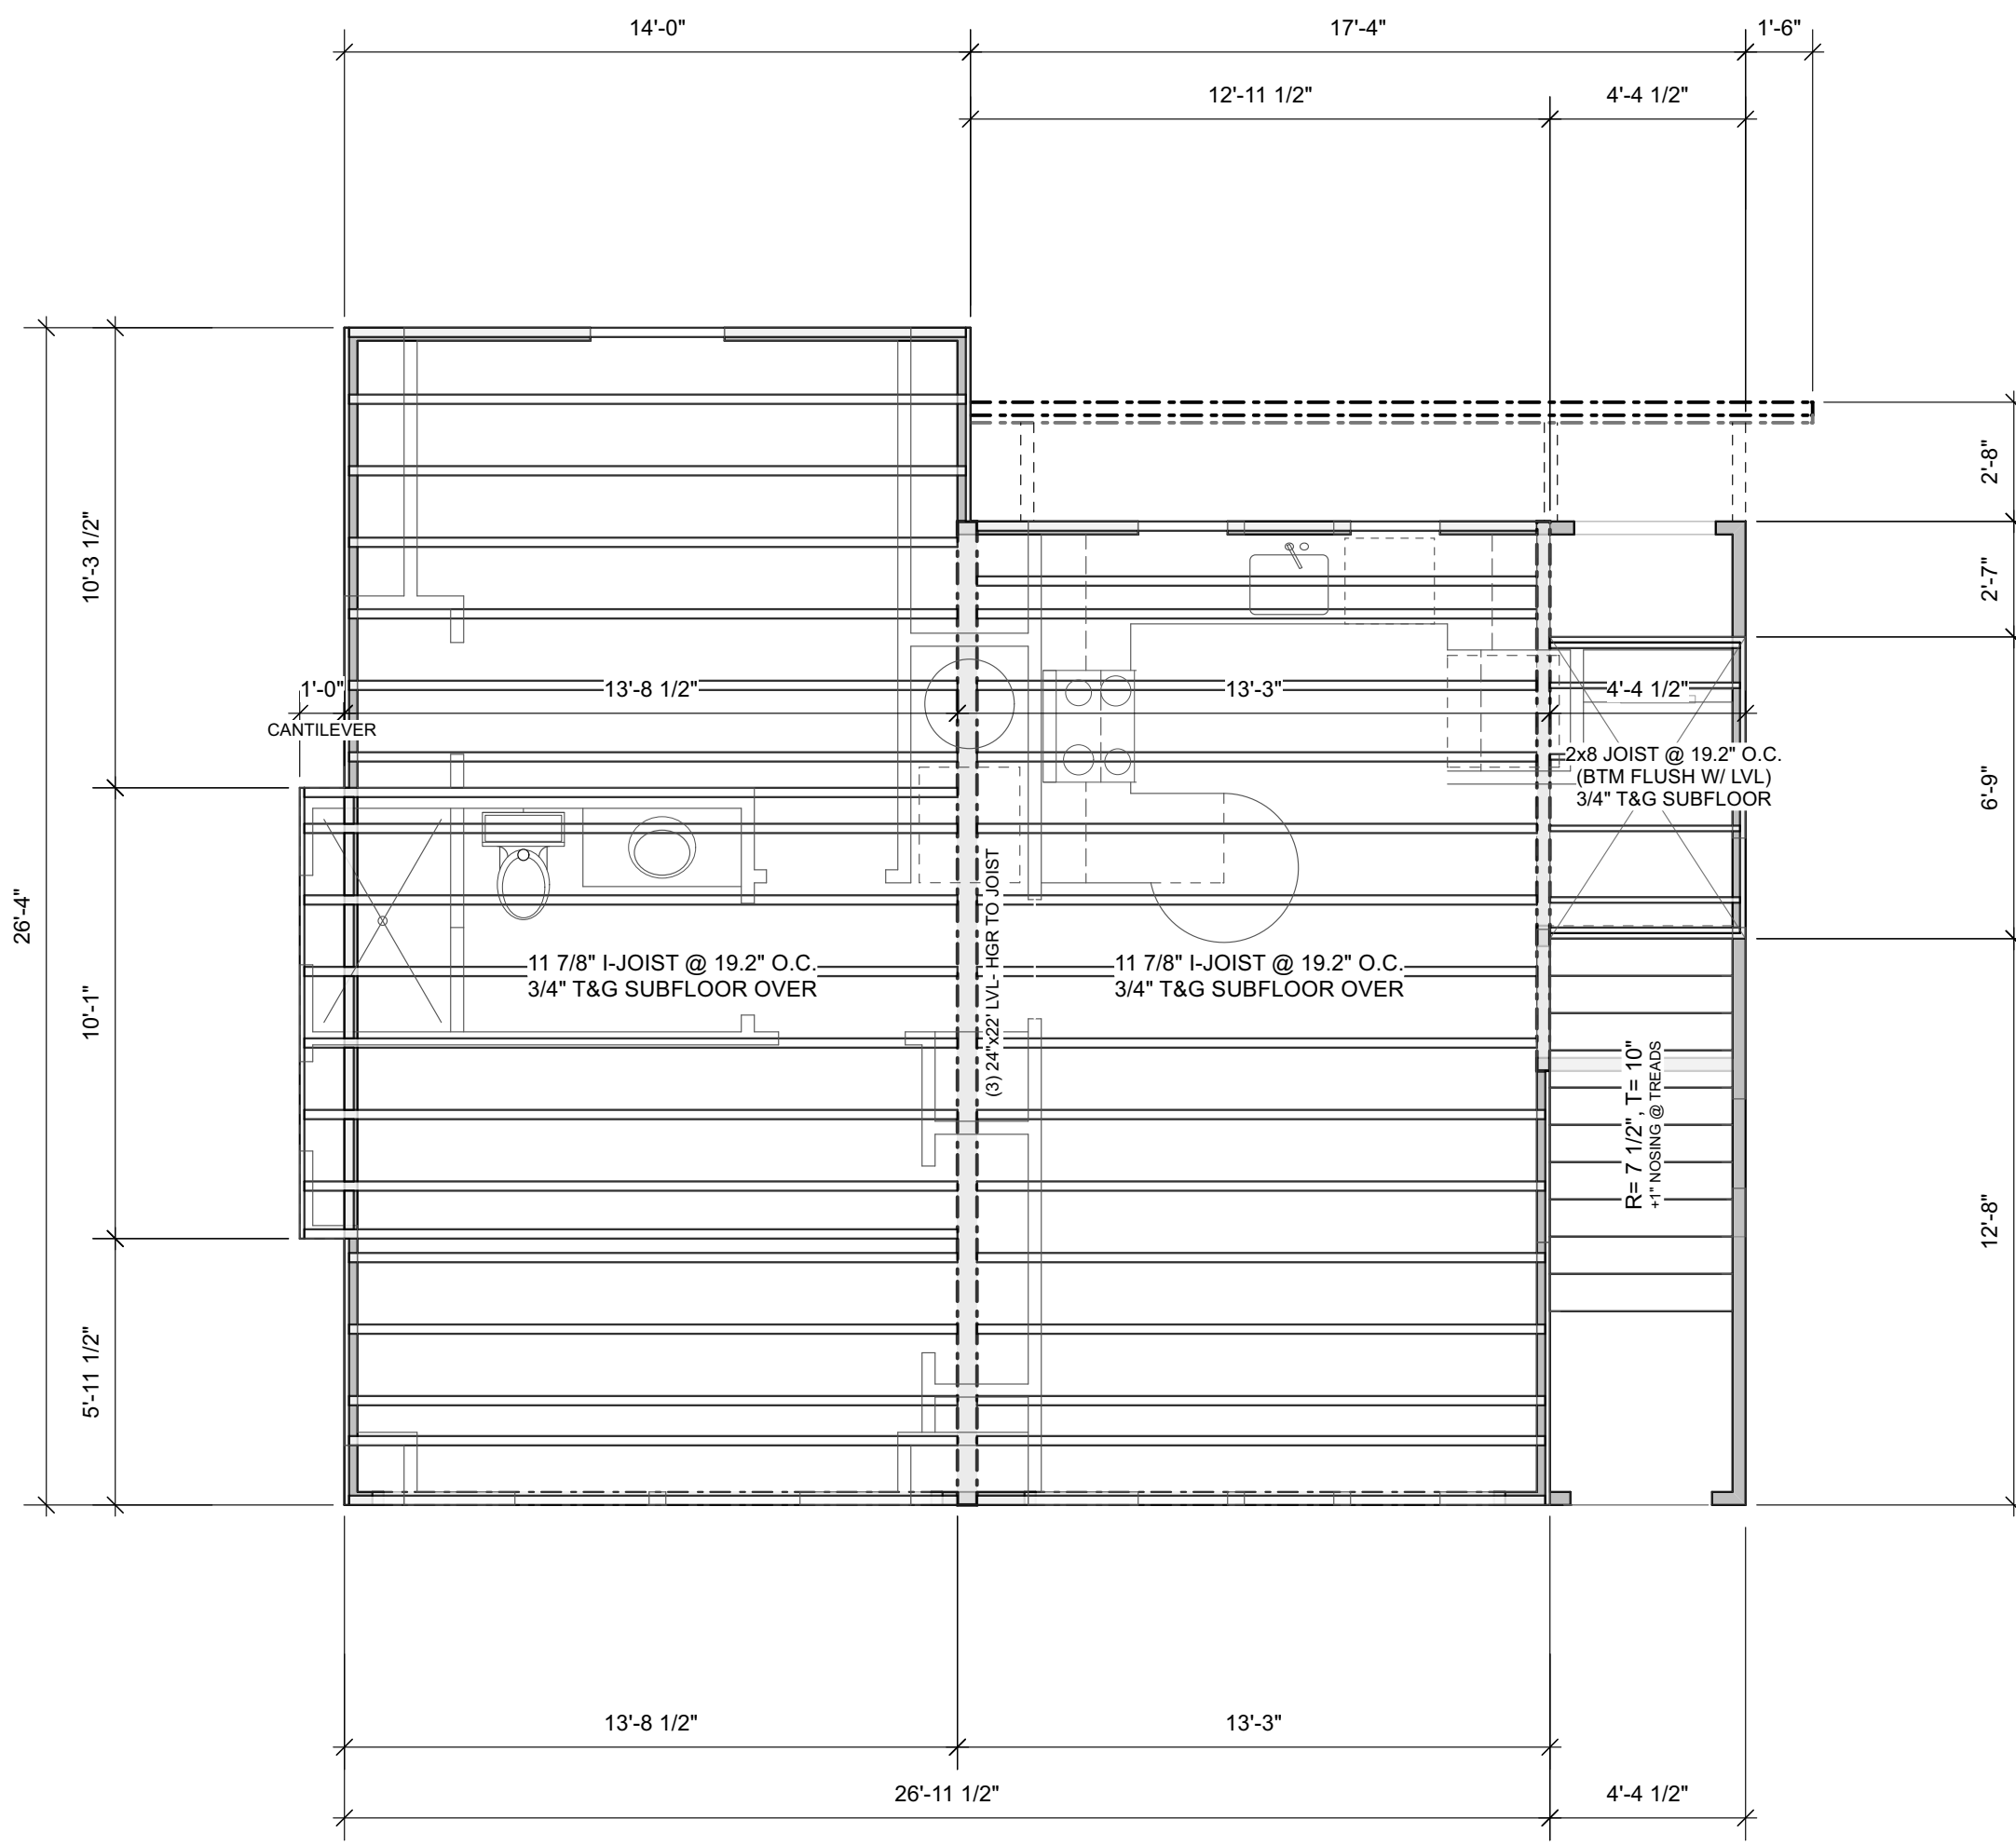 14'-0"
17'-4"
1'-6"
12'-11 1/2"
4'-4 1/2"
26'-4"
10'-3 1/2"
10'-1"
5'-11 1/2"
1'-0"
CANTILEVER
13'-8 1/2"
13'-3"
4'-4 1/2"
2x8 JOIST @ 19.2" O.C.
(BTM FLUSH W/ LVL)
3/4" T&G SUBFLOOR
11 7/8" I-JOIST @ 19.2" O.C.
3/4" T&G SUBFLOOR OVER
(3) 24"x22' LVL- HGR TO JOIST
11 7/8" I-JOIST @ 19.2" O.C.
3/4" T&G SUBFLOOR OVER
R= 7 1/2", T= 10"
+1" NOSING @ TREADS
2'-8"
2'-7"
6'-9"
12'-8"
13'-8 1/2"
13'-3"
26'-11 1/2"
4'-4 1/2"